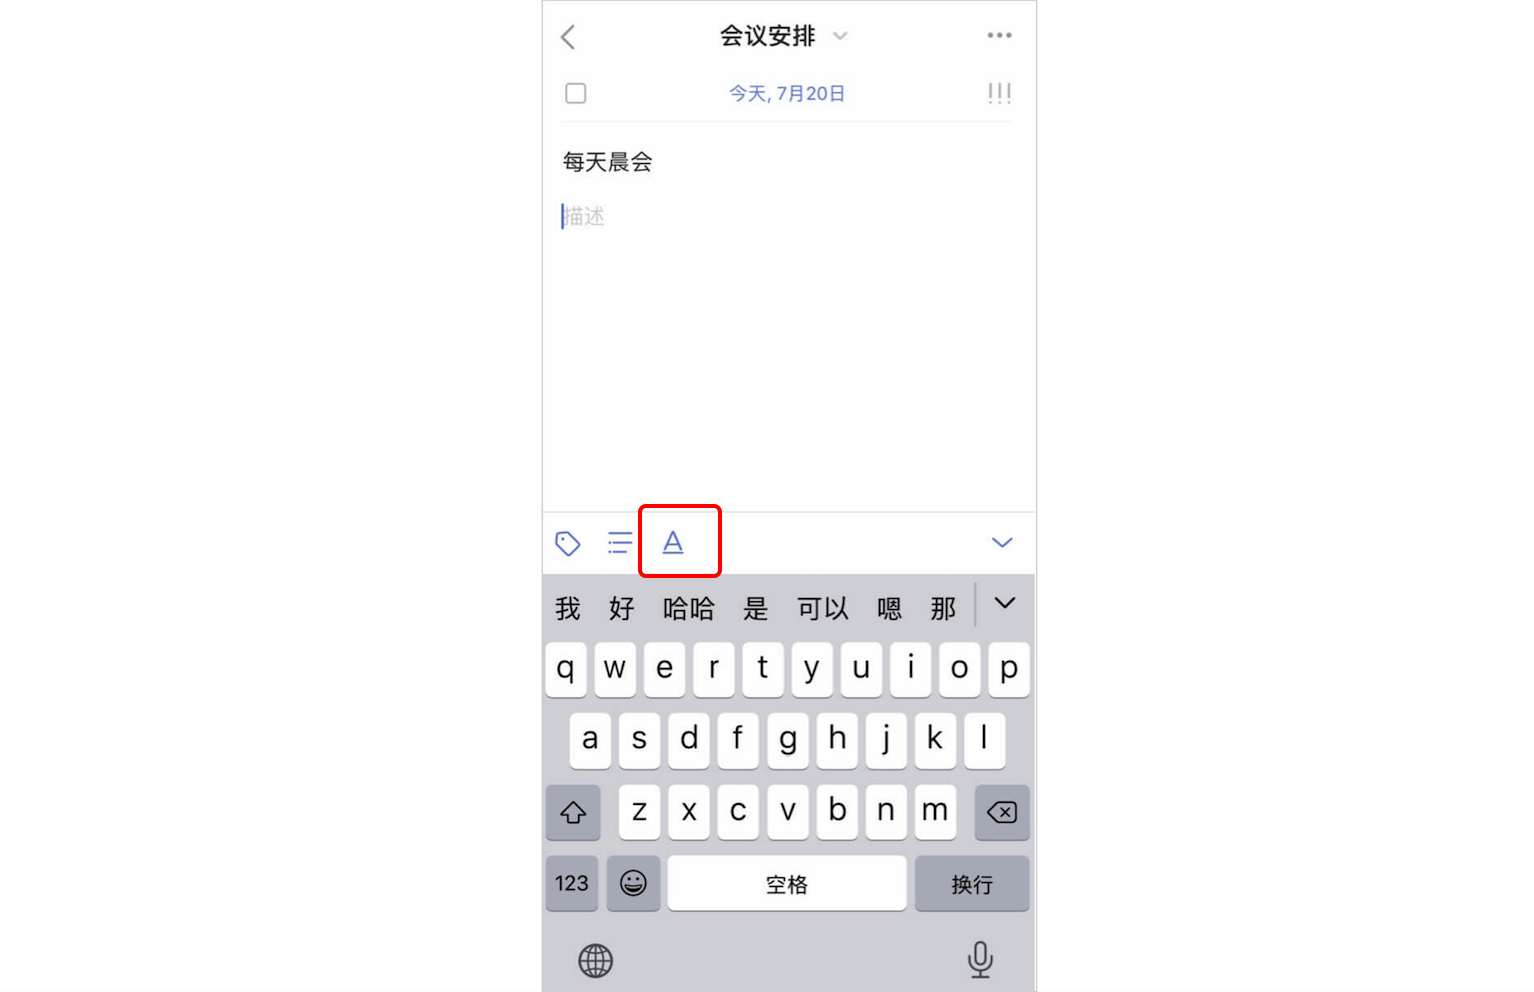 会议安排
今天, 7月20日
!!!
每天晨会
描述
A
我 好 哈哈 是 可以 嗯 那
q w e r t y u i o p
a s d f g h j k l
z x c v b n m
123 空格 换行